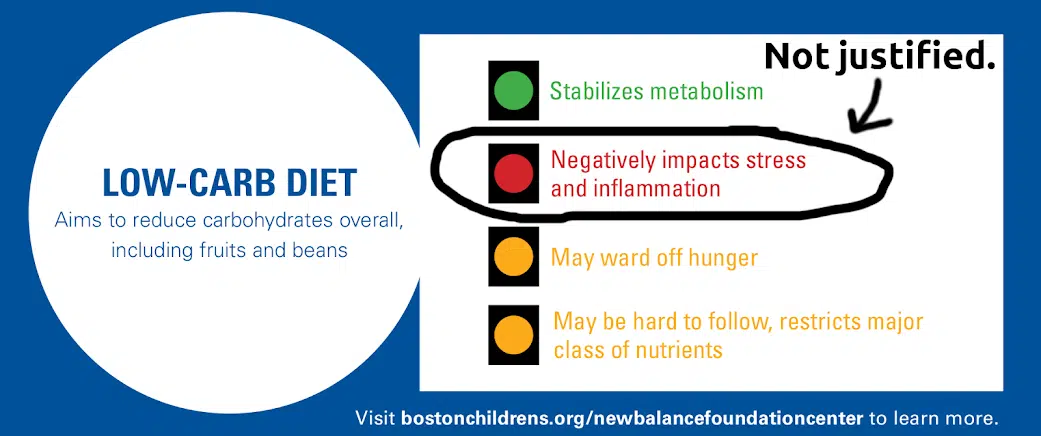 Not justified.
Stabilizes metabolism
Negatively impacts stress
and inflammation
LOW-CARB DIET
Aims to reduce carbohydrates overall,
including fruits and beans
May ward off hunger
May be hard to follow, restricts major
class of nutrients
Visit bostonchildrens.org/newbalancefoundationcenter to learn more.